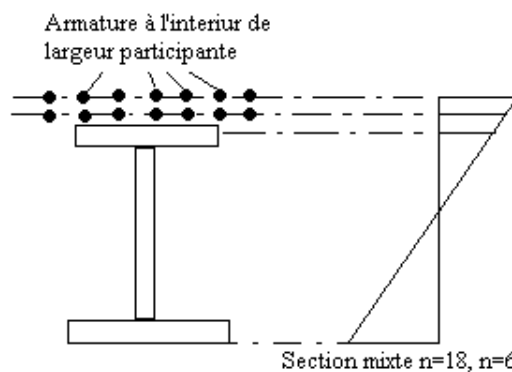 Armature à l'interiur de
largeur participante
Section mixte n=18, n=6